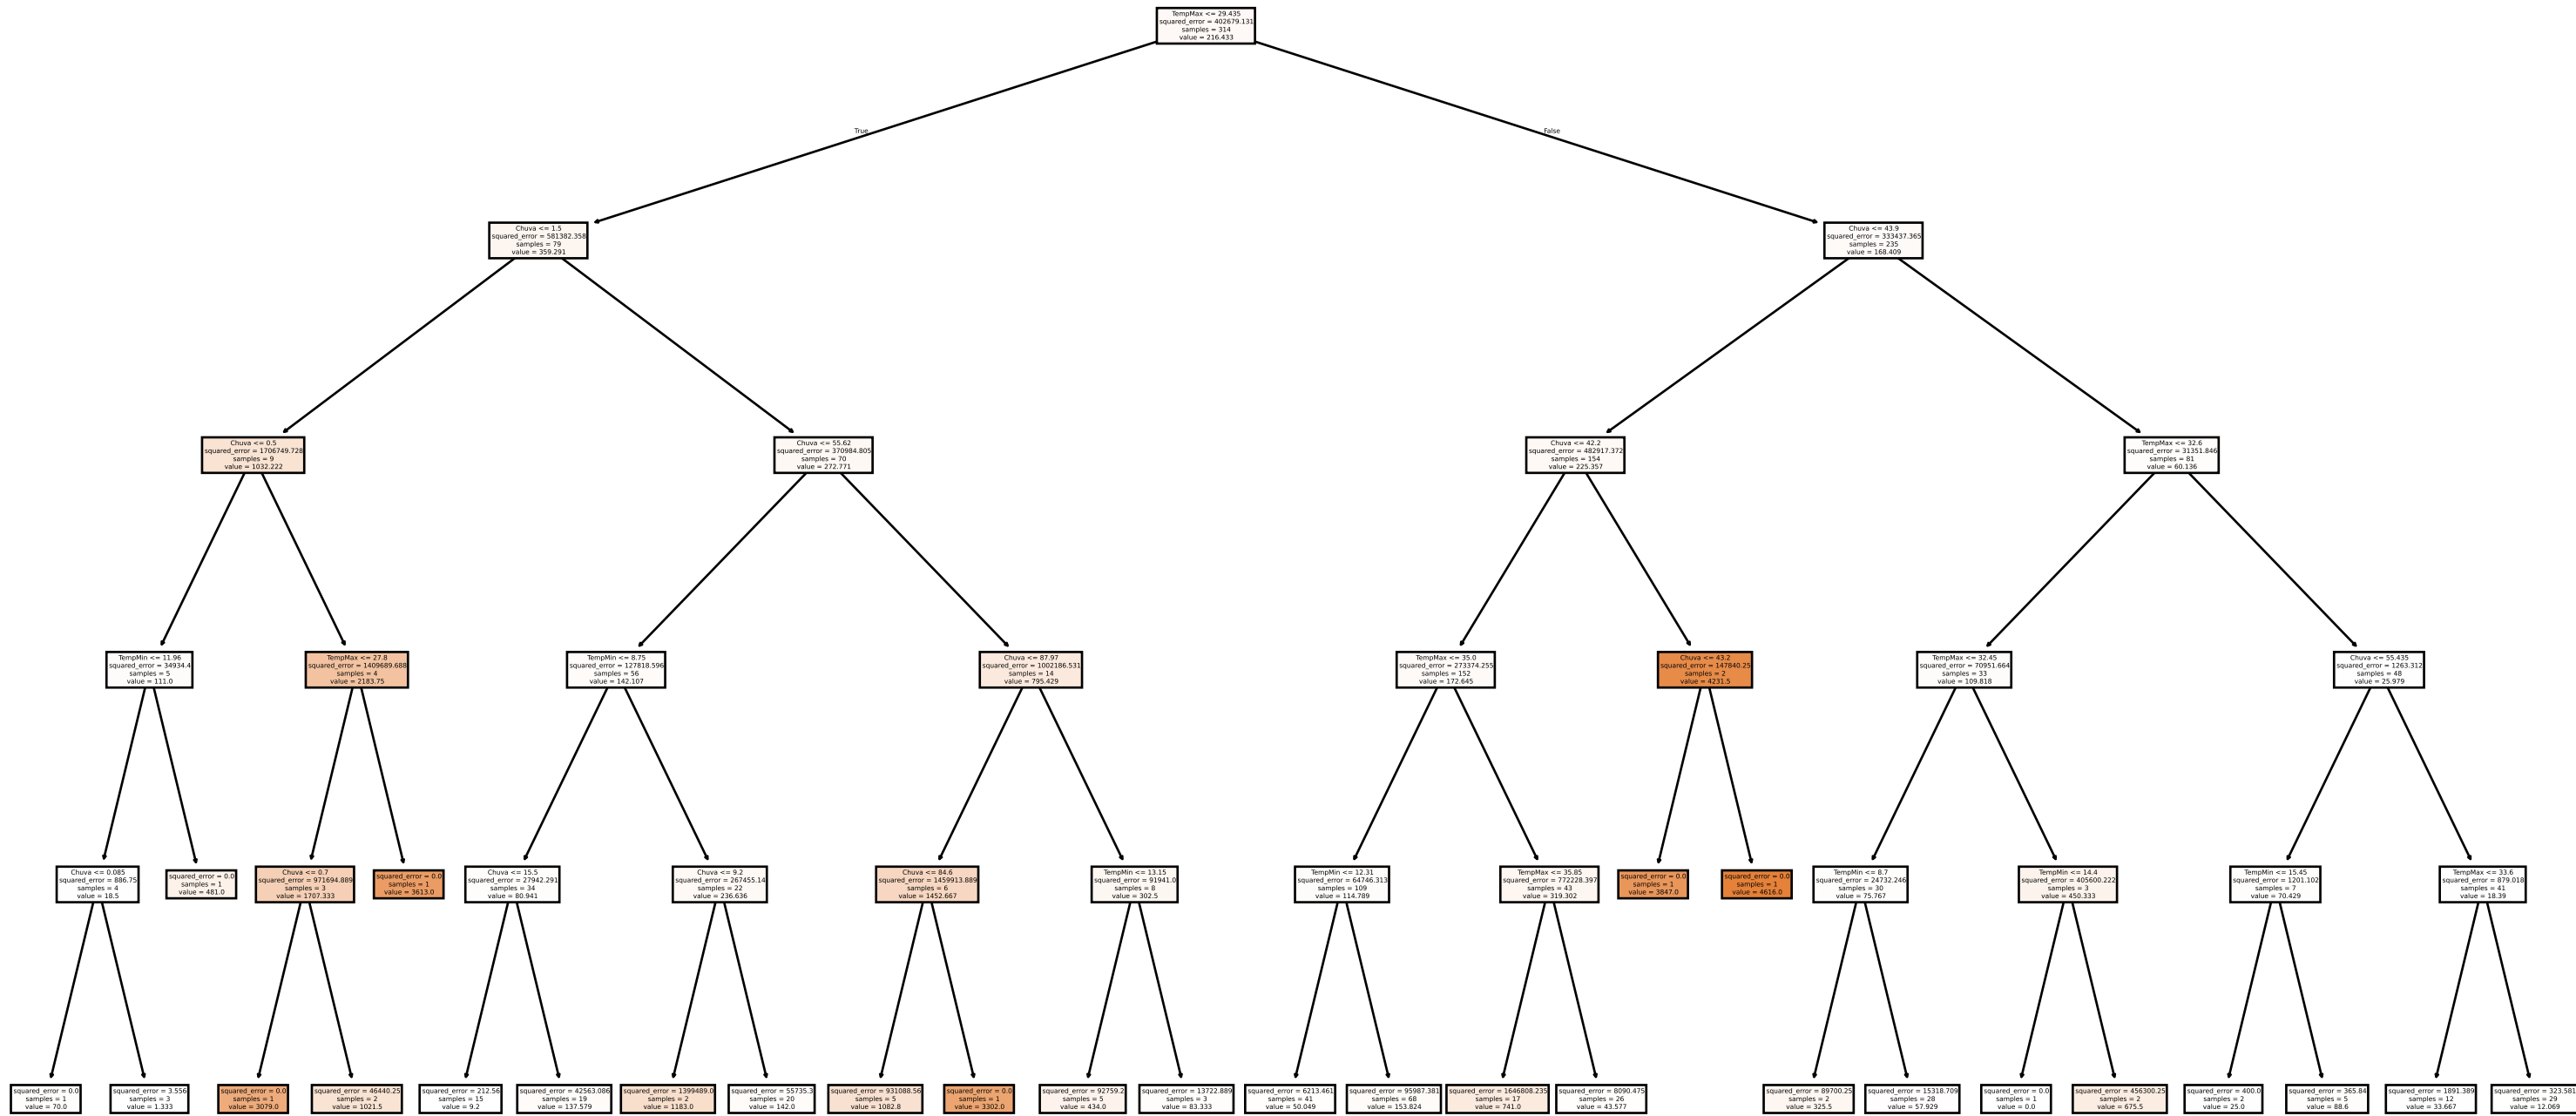 TempMax <= 29.435
squared_error = 402679.131
samples = 314
value = 216.433
True
False
Chuva <= 1.5
squared_error = 581382.358
samples = 79
value = 359.291
Chuva <= 43.9
squared_error = 333437.365
samples = 235
value = 168.409
Chuva <= 0.5
squared_error = 1706749.728
samples = 9
value = 1032.222
Chuva <= 55.62
squared_error = 370984.805
samples = 70
value = 272.771
Chuva <= 42.2
squared_error = 482917.372
samples = 154
value = 225.357
TempMax <= 32.6
squared_error = 31351.846
samples = 81
value = 60.136
TempMin <= 11.96
squared_error = 34934.4
samples = 5
value = 111.0
TempMax <= 27.8
squared_error = 1409689.688
samples = 4
value = 2183.75
TempMin <= 8.75
squared_error = 127818.596
samples = 56
value = 142.107
Chuva <= 87.97
squared_error = 1002186.531
samples = 14
value = 795.429
TempMax <= 35.0
squared_error = 273374.255
samples = 152
value = 172.645
Chuva <= 43.2
squared_error = 147840.25
samples = 2
value = 4231.5
TempMax <= 32.45
squared_error = 70951.664
samples = 33
value = 109.818
Chuva <= 55.435
squared_error = 1263.312
samples = 48
value = 25.979
Chuva <= 0.085
squared_error = 886.75
samples = 4
value = 18.5
squared_error = 0.0
samples = 1
value = 481.0
Chuva <= 0.7
squared_error = 971694.889
samples = 3
value = 1707.333
squared_error = 0.0
samples = 1
value = 3613.0
Chuva <= 15.5
squared_error = 27942.291
samples = 34
value = 80.941
Chuva <= 9.2
squared_error = 267455.14
samples = 22
value = 236.636
Chuva <= 84.6
squared_error = 1459913.889
samples = 6
value = 1452.667
TempMin <= 13.15
squared_error = 91941.0
samples = 8
value = 302.5
TempMin <= 12.31
squared_error = 64746.313
samples = 109
value = 114.789
TempMax <= 35.85
squared_error = 772228.397
samples = 43
value = 319.302
squared_error = 0.0
samples = 1
value = 3847.0
squared_error = 0.0
samples = 1
value = 4616.0
TempMin <= 8.7
squared_error = 24732.246
samples = 30
value = 75.767
TempMin <= 14.4
squared_error = 405600.222
samples = 3
value = 450.333
TempMin <= 15.45
squared_error = 1201.102
samples = 7
value = 70.429
TempMax <= 33.6
squared_error = 879.018
samples = 41
value = 18.39
squared_error = 0.0
samples = 1
value = 70.0
squared_error = 3.556
samples = 3
value = 1.333
squared_error = 0.0
samples = 1
value = 3079.0
squared_error = 46440.25
samples = 2
value = 1021.5
squared_error = 212.56
samples = 15
value = 9.2
squared_error = 42563.086
samples = 19
value = 137.579
squared_error = 1399489.0
samples = 2
value = 1183.0
squared_error = 55735.3
samples = 20
value = 142.0
squared_error = 931088.56
samples = 5
value = 1082.8
squared_error = 0.0
samples = 1
value = 3302.0
squared_error = 92759.2
samples = 5
value = 434.0
squared_error = 13722.889
samples = 3
value = 83.333
squared_error = 6213.461
samples = 41
value = 50.049
squared_error = 95987.381
samples = 68
value = 153.824
squared_error = 1646808.235
samples = 17
value = 741.0
squared_error = 8090.475
samples = 26
value = 43.577
squared_error = 89700.25
samples = 2
value = 325.5
squared_error = 15318.709
samples = 28
value = 57.929
squared_error = 0.0
samples = 1
value = 0.0
squared_error = 456300.25
samples = 2
value = 675.5
squared_error = 400.0
samples = 2
value = 25.0
squared_error = 365.84
samples = 5
value = 88.6
squared_error = 1891.389
samples = 12
value = 33.667
squared_error = 323.581
samples = 29
value = 12.069